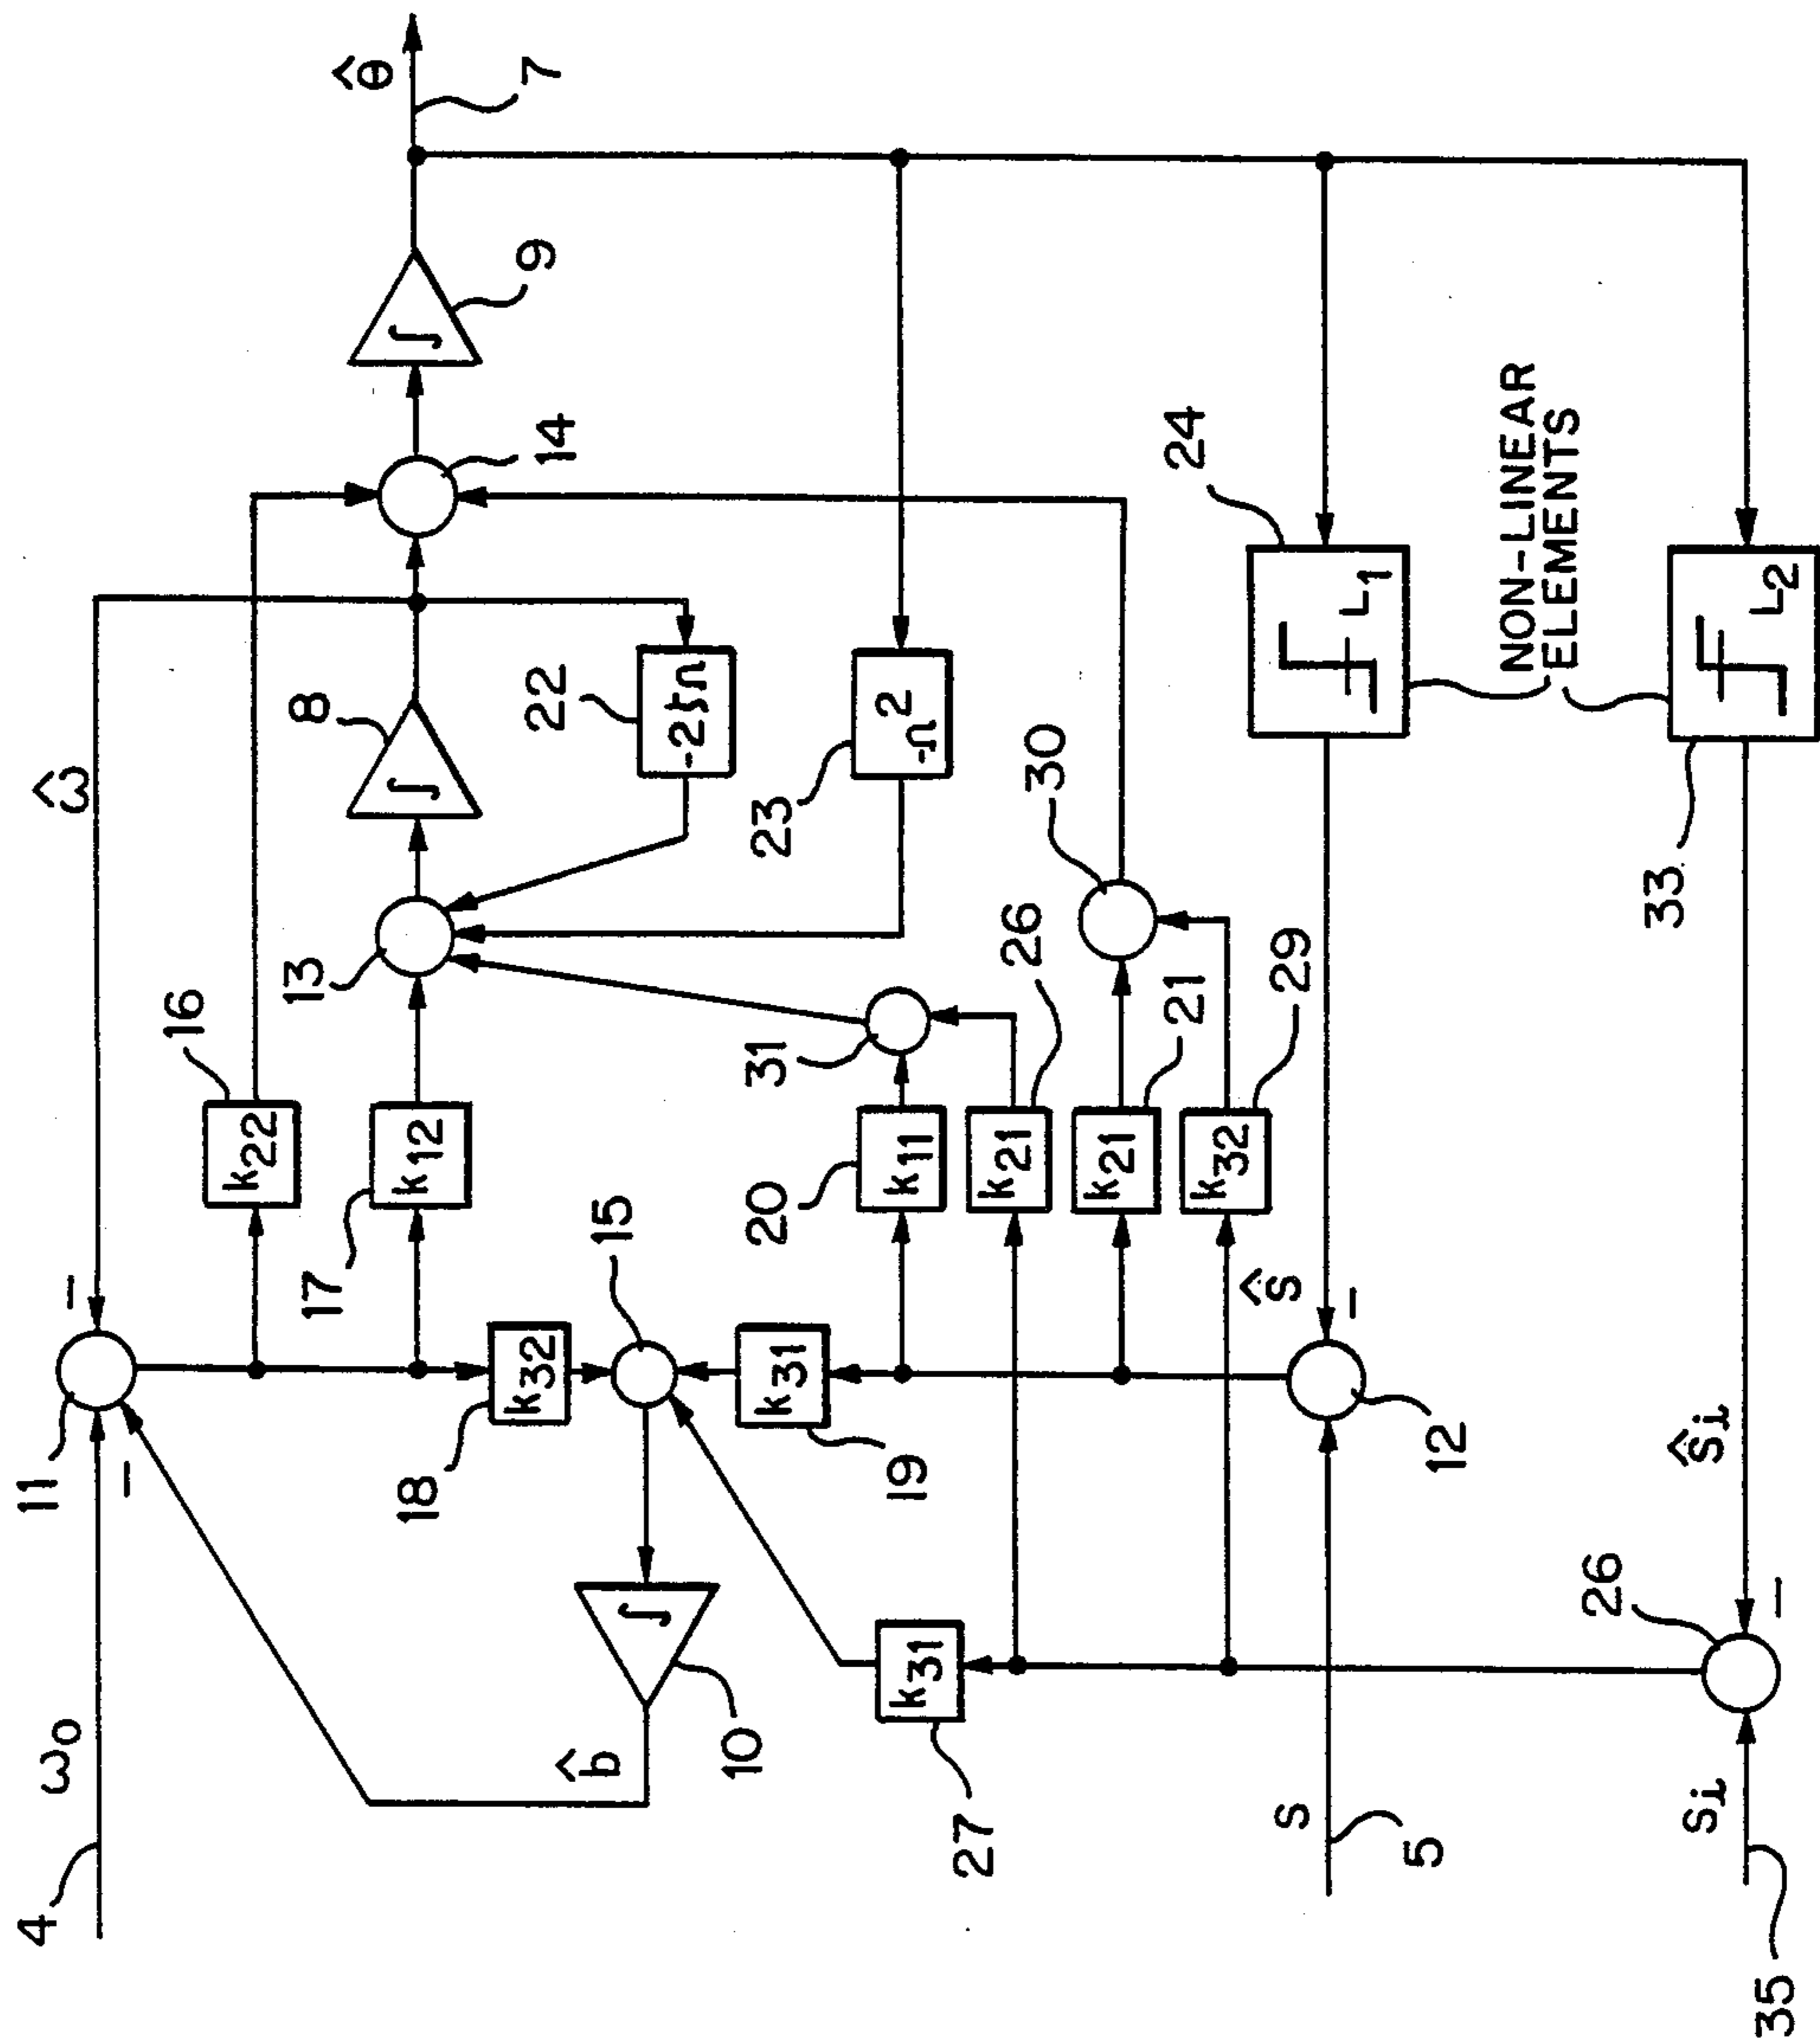 4
11
ω₀
−
−
ω̂
16
k₂₂
13
8
14
θ̂
7
9
17
k₁₂
18
k₃₂
15
∫
∫
∫
b̂
10
22
-2ζΩ
20
31
23
-Ω²
19
k₃₁
k₁₁
27
k₃₁
26
k₂₁
30
21
k₂₁
29
k₃₂
24
L₁
S
5
12
ŝ
−
NON-LINEAR
ELEMENTS
33
L₂
26
Sᵢ
35
ŝᵢ
−